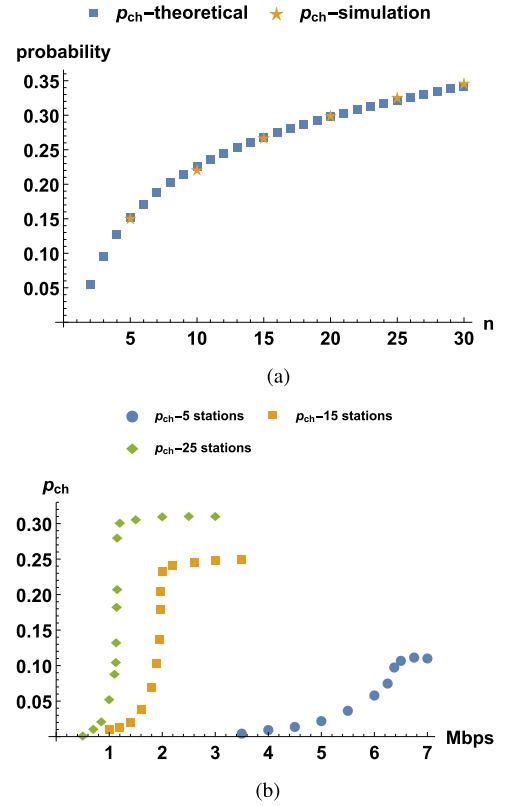 p_ch–theoretical p_ch–simulation
probability
0.35
0.30
0.25
0.20
0.15
0.10
0.05
5 10 15 20 25 30 n
(a)
p_ch–5 stations p_ch–15 stations
p_ch–25 stations
p_ch
0.30
0.25
0.20
0.15
0.10
0.05
1 2 3 4 5 6 7 Mbps
(b)